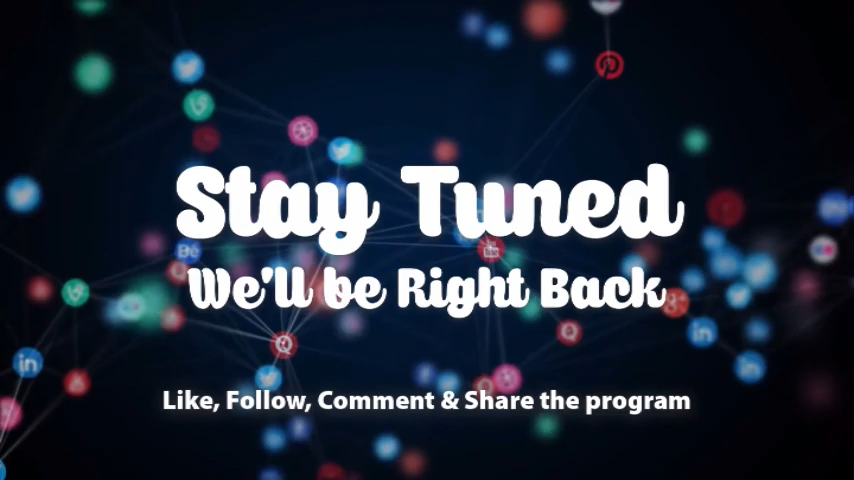 Stay Tuned
We'll be Right Back
Like, Follow, Comment & Share the program